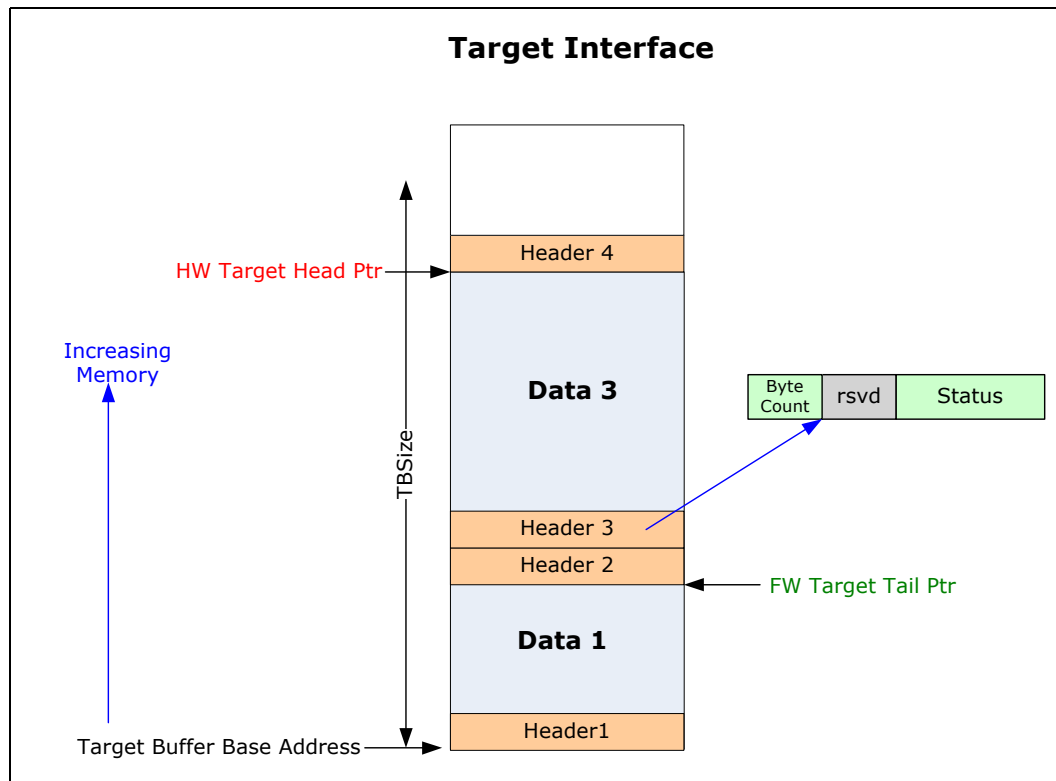 Target Interface
Header 4
HW Target Head Ptr
Increasing
Memory
Data 3
Byte
Count
rsvd
Status
TBSize
Header 3
Header 2
FW Target Tail Ptr
Data 1
Header1
Target Buffer Base Address